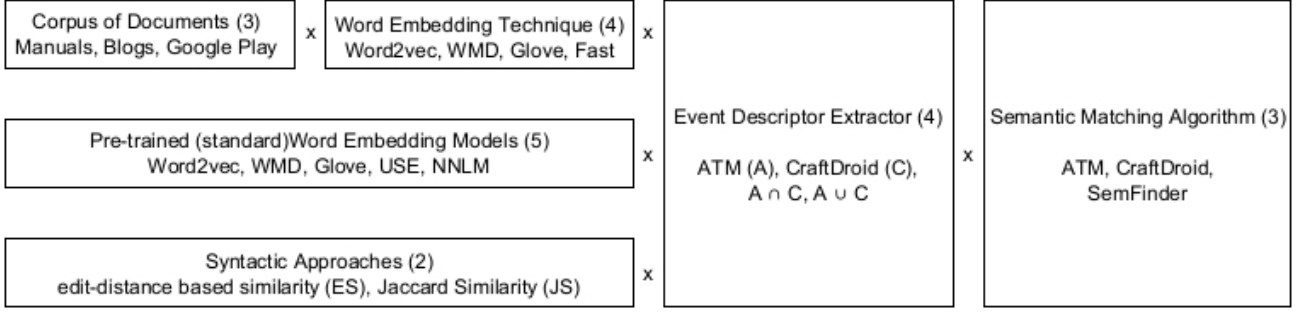 Corpus of Documents (3)
Manuals, Blogs, Google Play
x
Word Embedding Technique (4)
Word2vec, WMD, Glove, Fast
x
Pre-trained (standard)Word Embedding Models (5)
Word2vec, WMD, Glove, USE, NNLM
x
Syntactic Approaches (2)
edit-distance based similarity (ES), Jaccard Similarity (JS)
x
Event Descriptor Extractor (4)
ATM (A), CraftDroid (C),
A ∩ C, A ∪ C
x
Semantic Matching Algorithm (3)
ATM, CraftDroid,
SemFinder